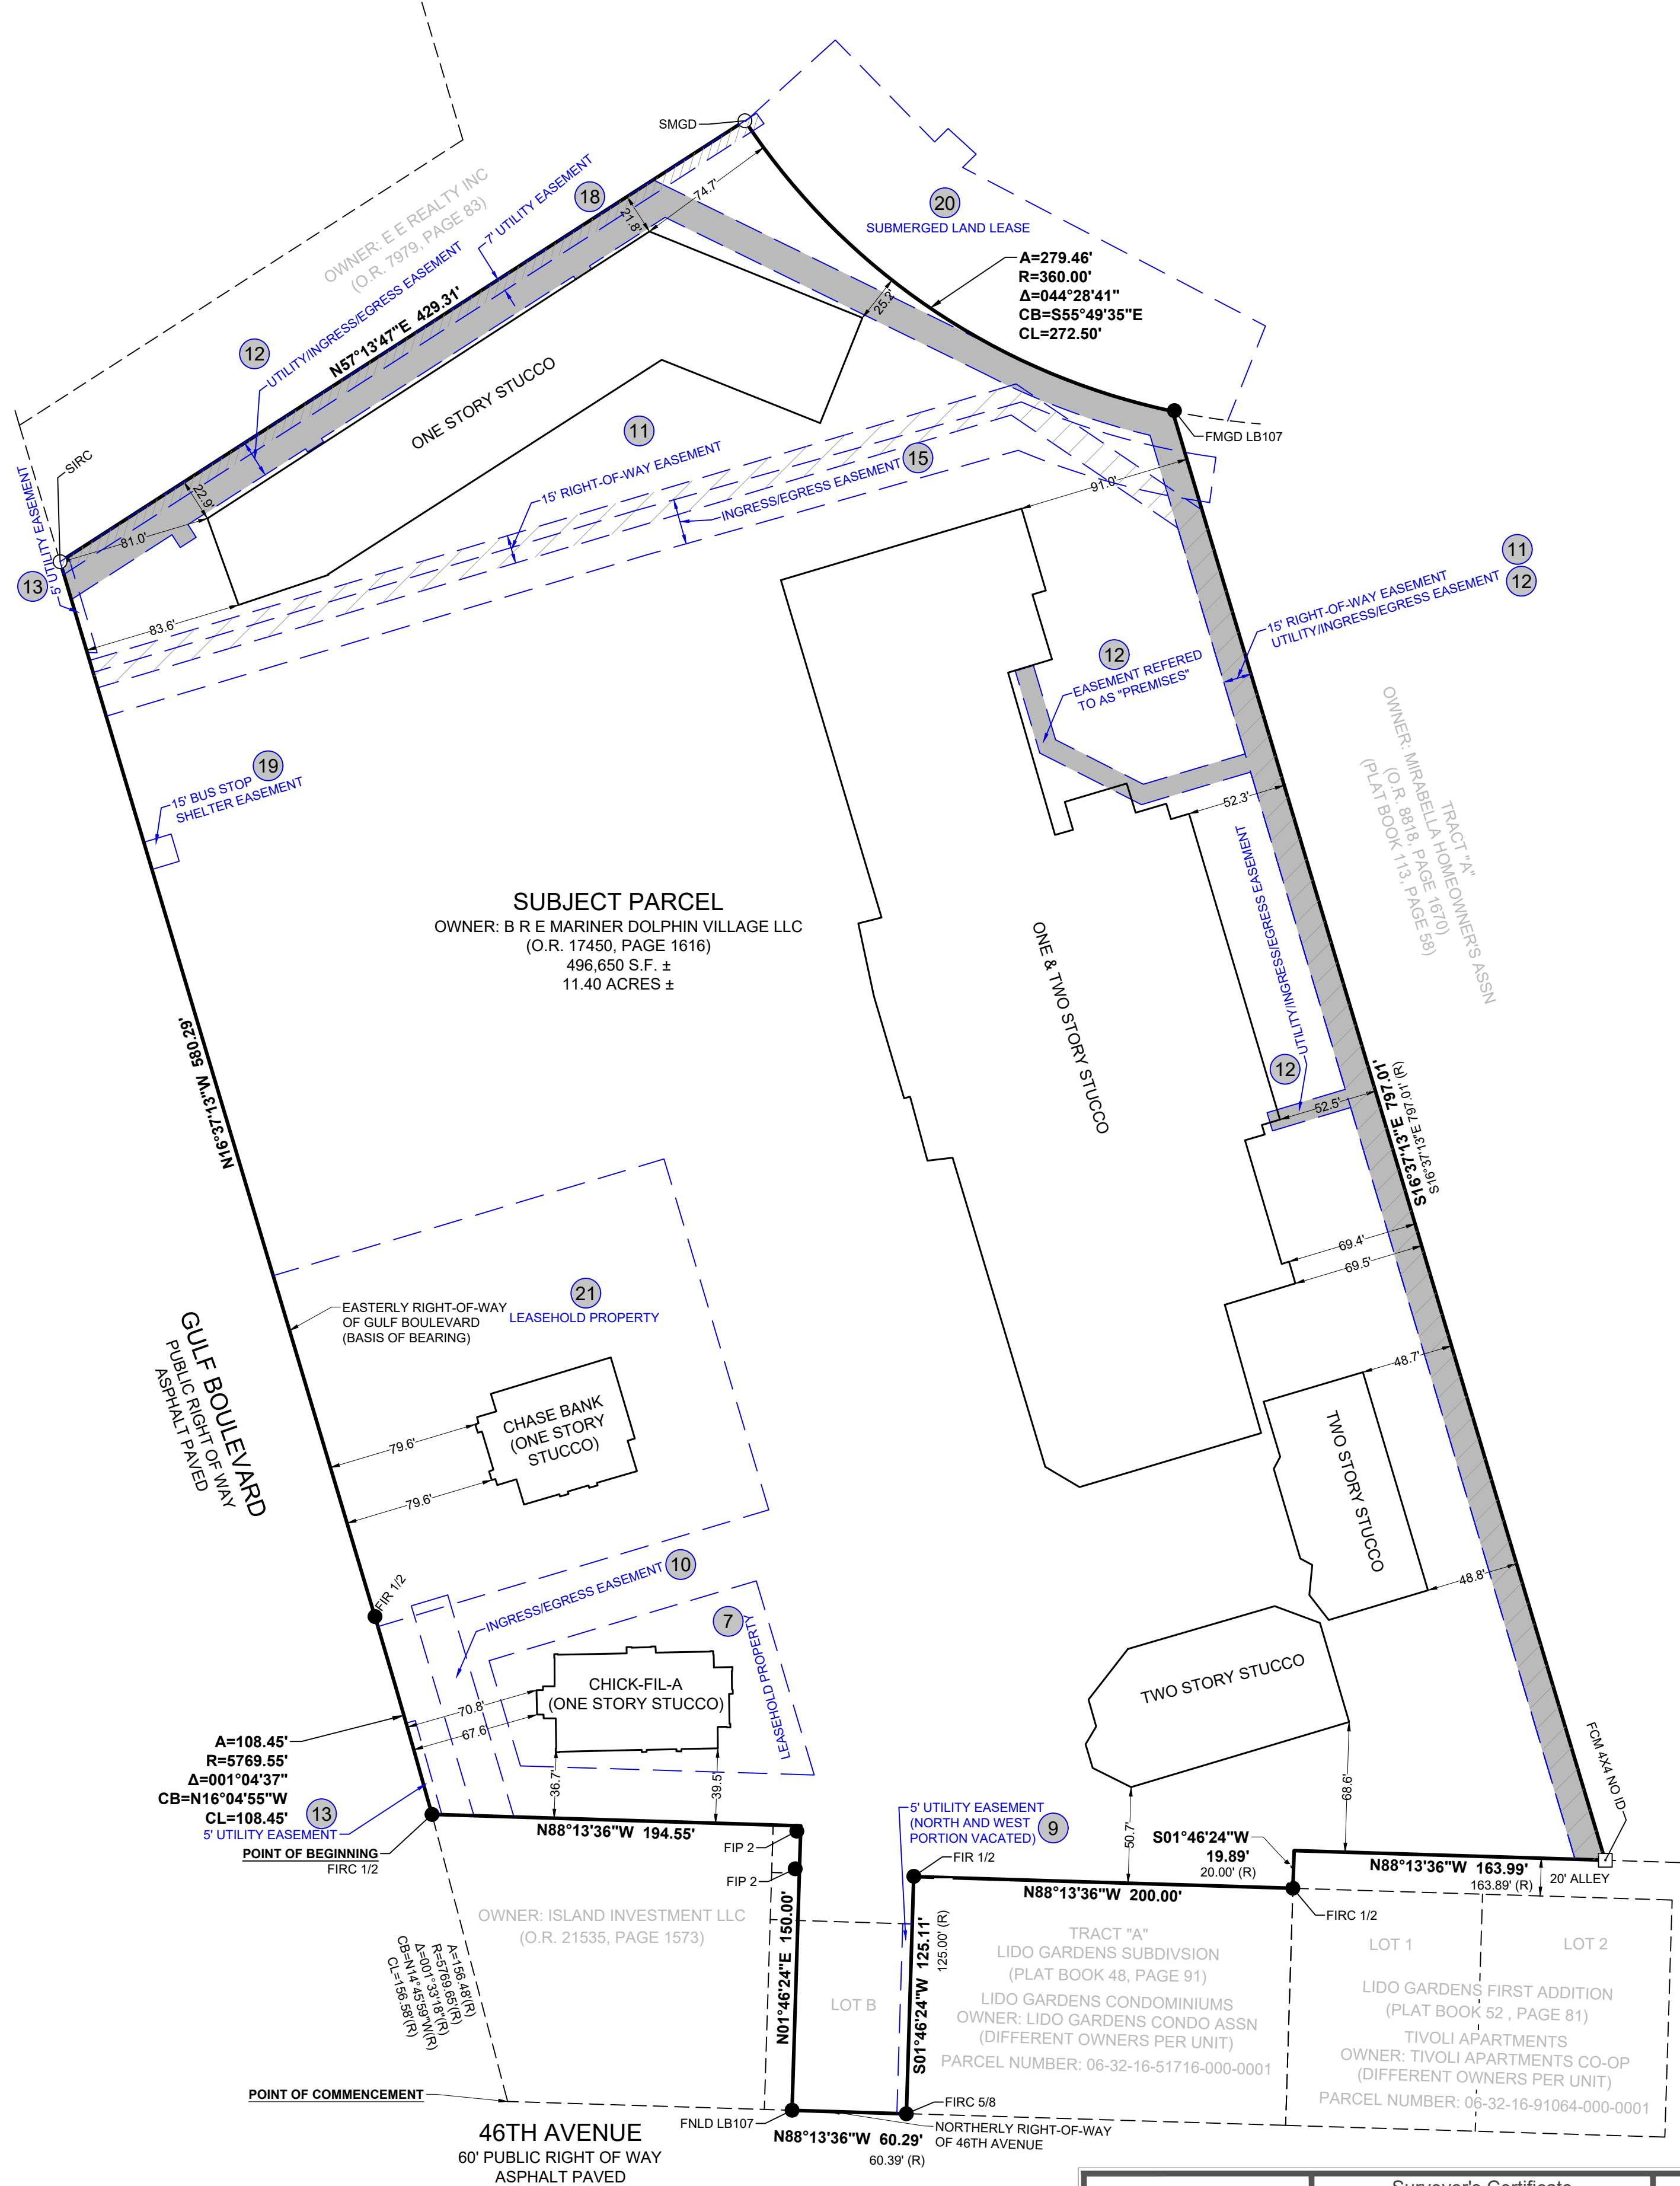 SMGD
OWNER: E E REALTY INC
(O.R. 7979, PAGE 83)
7' UTILITY EASEMENT
18
74.7'
21.8'
20
SUBMERGED LAND LEASE
A=279.46'
R=360.00'
Δ=044°28'41"
CB=S55°49'35"E
CL=272.50'
25.2'
12
UTILITY/INGRESS/EGRESS EASEMENT
N57°13'47"E 429.31'
ONE STORY STUCCO
FMGD LB107
11
15' RIGHT-OF-WAY EASEMENT
INGRESS/EGRESS EASEMENT
15
91.0'
SIRC
22.9'
81.0'
5' UTILITY EASEMENT
13
83.6'
11
12
15' RIGHT-OF-WAY EASEMENT
UTILITY/INGRESS/EGRESS EASEMENT
12
EASEMENT REFERED
TO AS "PREMISES"
TRACT "A"
OWNER: MIRABELLA HOMEOWNER'S ASSN
(O.R. 8818, PAGE 1670)
(PLAT BOOK 113, PAGE 58)
19
15' BUS STOP
SHELTER EASEMENT
52.3'
SUBJECT PARCEL
OWNER: B R E MARINER DOLPHIN VILLAGE LLC
(O.R. 17450, PAGE 1616)
496,650 S.F. ±
11.40 ACRES ±
ONE & TWO STORY STUCCO
UTILITY/INGRESS/EGRESS EASEMENT
12
52.5'
N16°37'13"W 580.29'
S16°37'13"E 797.01'
S16°37'13"E 797.01' (R)
69.4'
69.5'
21
LEASEHOLD PROPERTY
EASTERLY RIGHT-OF-WAY
OF GULF BOULEVARD
(BASIS OF BEARING)
GULF BOULEVARD
PUBLIC RIGHT OF WAY
ASPHALT PAVED
48.7'
CHASE BANK
(ONE STORY
STUCCO)
79.6'
79.6'
TWO STORY STUCCO
48.8'
FIR 1/2
INGRESS/EGRESS EASEMENT
10
7
LEASEHOLD PROPERTY
CHICK-FIL-A
(ONE STORY STUCCO)
70.8'
67.6
36.7'
39.5'
TWO STORY STUCCO
68.6'
50.7'
FCM 4X4 NO ID
A=108.45'
R=5769.55'
Δ=001°04'37"
CB=N16°04'55"W
CL=108.45'
13
5' UTILITY EASEMENT
POINT OF BEGINNING
FIRC 1/2
N88°13'36"W 194.55'
FIP 2
FIP 2
5' UTILITY EASEMENT
(NORTH AND WEST
PORTION VACATED)
9
FIR 1/2
S01°46'24"W
19.89'
20.00' (R)
N88°13'36"W 163.99'
163.89' (R)
20' ALLEY
N88°13'36"W 200.00'
FIRC 1/2
OWNER: ISLAND INVESTMENT LLC
(O.R. 21535, PAGE 1573)
A=156.48'(R)
R=5769.65'(R)
Δ=001°33'18"(R)
CB=N14°45'59"W(R)
CL=156.58'(R)
N01°46'24"E 150.00'
LOT B
S01°46'24"W 125.11'
125.00' (R)
TRACT "A"
LIDO GARDENS SUBDIVSION
(PLAT BOOK 48, PAGE 91)
LIDO GARDENS CONDOMINIUMS
OWNER: LIDO GARDENS CONDO ASSN
(DIFFERENT OWNERS PER UNIT)
PARCEL NUMBER: 06-32-16-51716-000-0001
LOT 1
LOT 2
LIDO GARDENS FIRST ADDITION
(PLAT BOOK 52 , PAGE 81)
TIVOLI APARTMENTS
OWNER: TIVOLI APARTMENTS CO-OP
(DIFFERENT OWNERS PER UNIT)
PARCEL NUMBER: 06-32-16-91064-000-0001
POINT OF COMMENCEMENT
46TH AVENUE
60' PUBLIC RIGHT OF WAY
ASPHALT PAVED
FNLD LB107
FIRC 5/8
N88°13'36"W 60.29'
60.39' (R)
NORTHERLY RIGHT-OF-WAY
OF 46TH AVENUE
Surveyor's Certificate